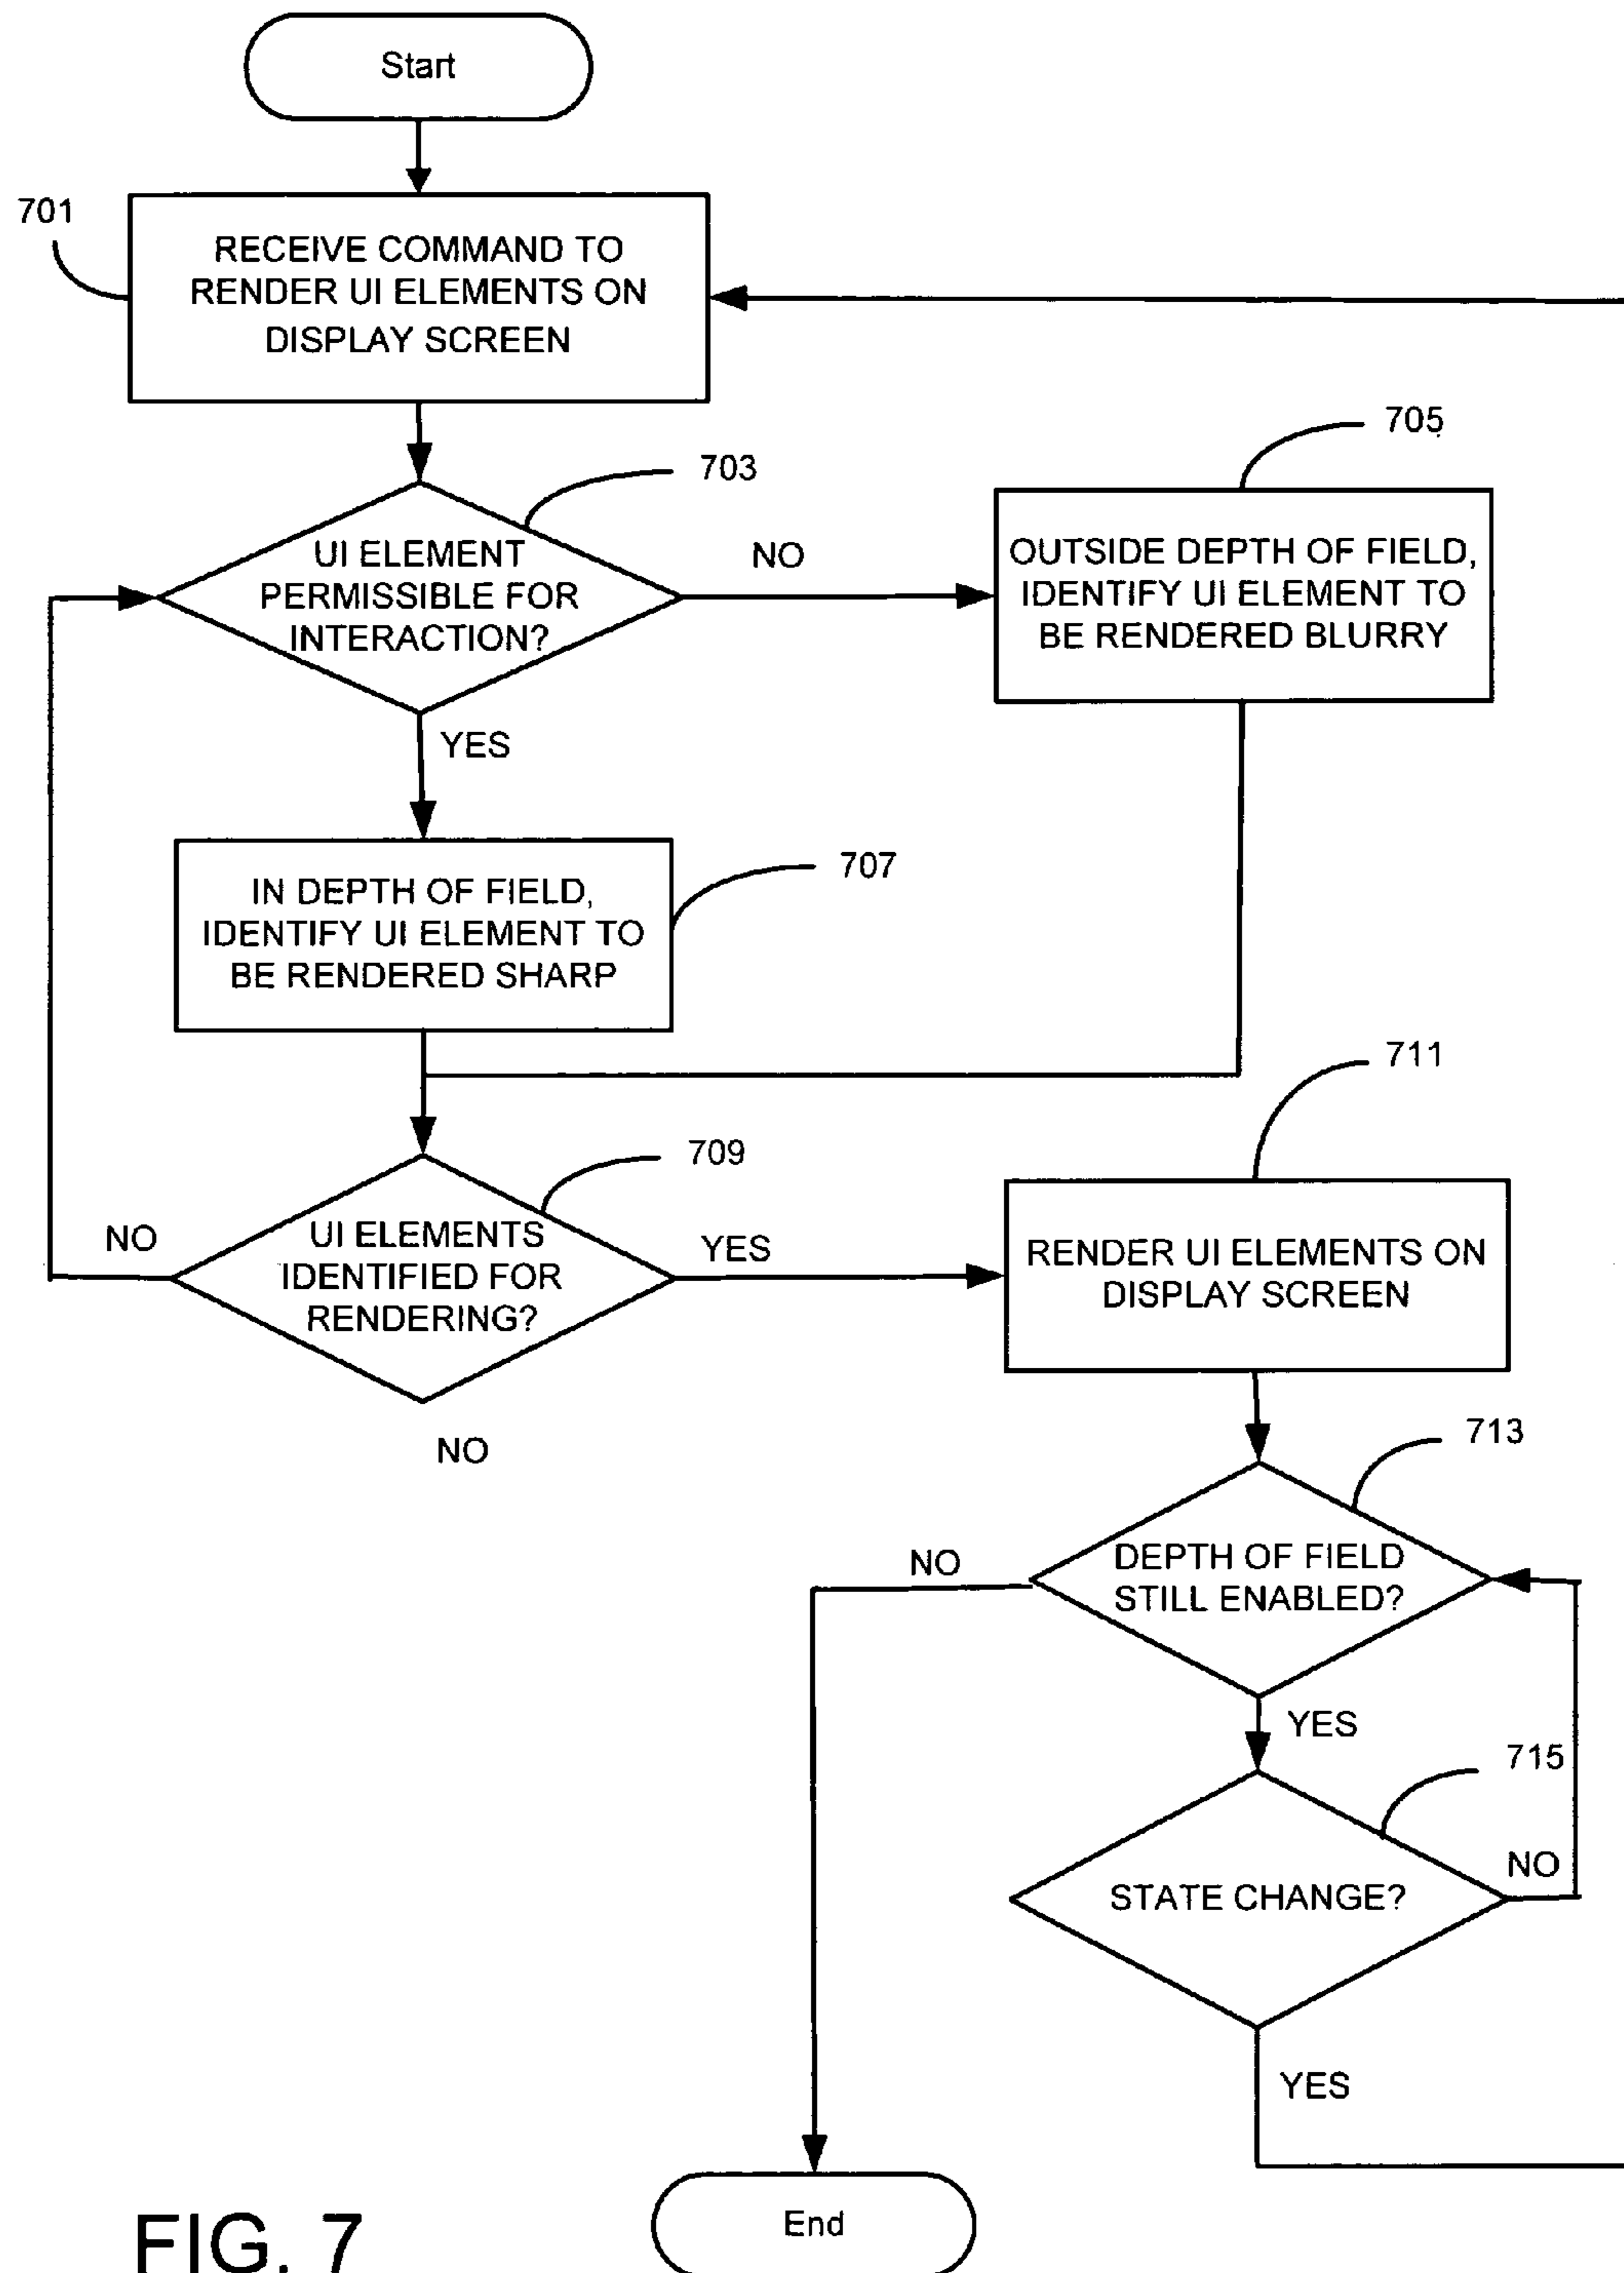 Start
701
RECEIVE COMMAND TO
RENDER UI ELEMENTS ON
DISPLAY SCREEN
705
703
UI ELEMENT
PERMISSIBLE FOR
INTERACTION?
NO
OUTSIDE DEPTH OF FIELD,
IDENTIFY UI ELEMENT TO
BE RENDERED BLURRY
YES
707
IN DEPTH OF FIELD,
IDENTIFY UI ELEMENT TO
BE RENDERED SHARP
711
709
NO
UI ELEMENTS
IDENTIFIED FOR
RENDERING?
YES
RENDER UI ELEMENTS ON
DISPLAY SCREEN
NO
713
NO
DEPTH OF FIELD
STILL ENABLED?
YES
715
STATE CHANGE?
NO
YES
End
FIG. 7